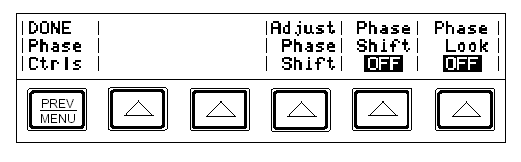 |DONE | |Adjust| Phase| Phase |
|Phase | | Phase| Shift| Look |
|Ctrls | | Shift| OFF | OFF |
PREV
MENU